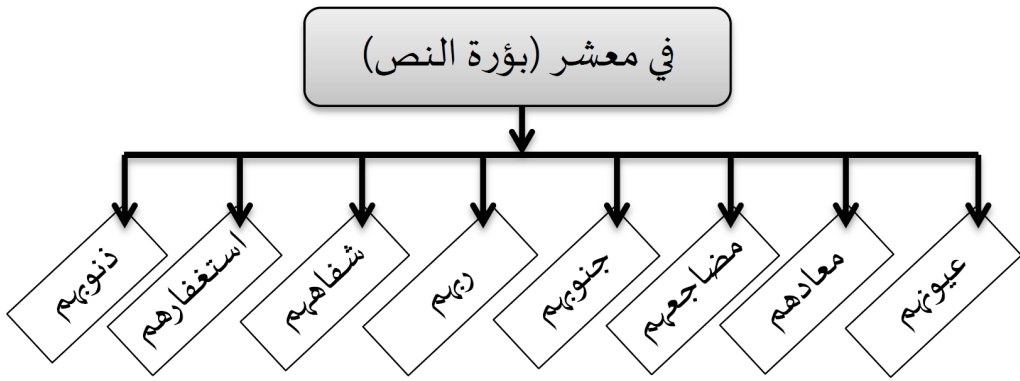 في معشر (بؤرة النص)
عيونهم
معادهم
مضاجعهم
جنوبهم
ربهم
شفاههم
استغفارهم
ذنوبهم